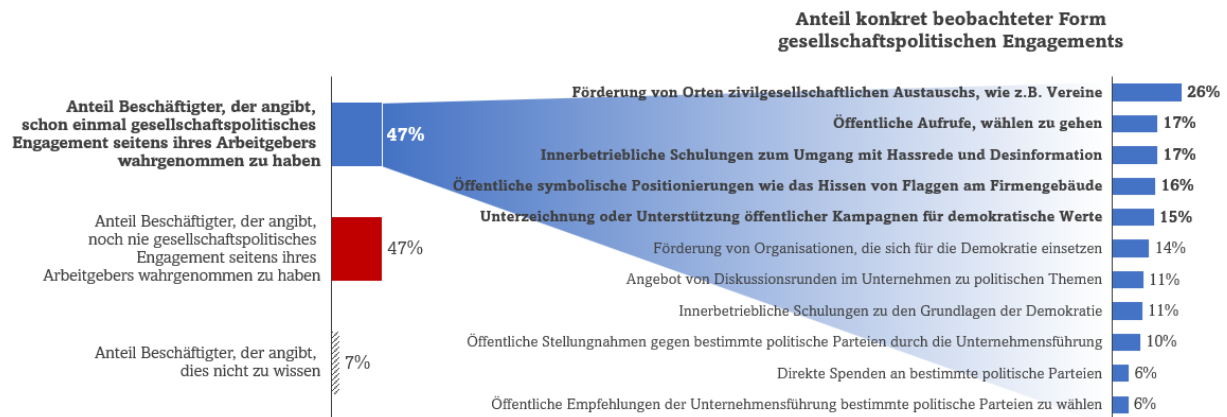 Anteil konkret beobachteter Form
gesellschaftspolitischen Engagements
Anteil Beschäftigter, der angibt,
schon einmal gesellschaftspolitisches
Engagement seitens ihres Arbeitgebers
wahrgenommen zu haben
47%
Anteil Beschäftigter, der angibt,
noch nie gesellschaftspolitisches
Engagement seitens ihres
Arbeitgebers wahrgenommen zu haben
47%
Anteil Beschäftigter, der angibt,
dies nicht zu wissen
7%
Förderung von Orten zivilgesellschaftlichen Austauschs, wie z.B. Vereine 26%
Öffentliche Aufrufe, wählen zu gehen 17%
Innerbetriebliche Schulungen zum Umgang mit Hassrede und Desinformation 17%
Öffentliche symbolische Positionierungen wie das Hissen von Flaggen am Firmengebäude 16%
Unterzeichnung oder Unterstützung öffentlicher Kampagnen für demokratische Werte 15%
Förderung von Organisationen, die sich für die Demokratie einsetzen 14%
Angebot von Diskussionsrunden im Unternehmen zu politischen Themen 11%
Innerbetriebliche Schulungen zu den Grundlagen der Demokratie 11%
Öffentliche Stellungnahmen gegen bestimmte politische Parteien durch die Unternehmensführung 10%
Direkte Spenden an bestimmte politische Parteien 6%
Öffentliche Empfehlungen der Unternehmensführung bestimmte politische Parteien zu wählen 6%